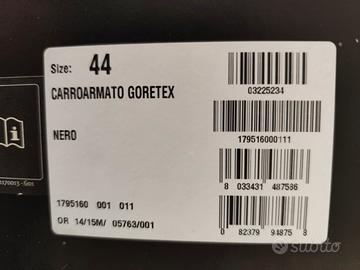 Size: 44
03225234
CARROARMATO GORETEX
NERO
179516000111
8 033431 487586
1795160 001 011
OR 14/15M/ 05763/001
0 82379 94875 8
subito